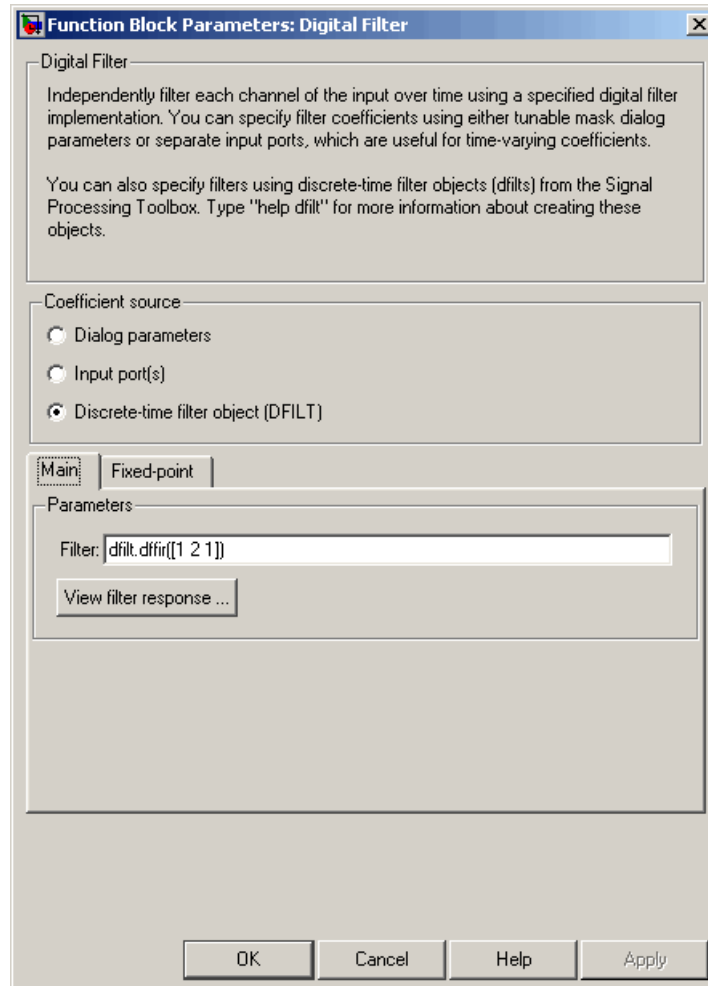 Function Block Parameters: Digital Filter
Digital Filter
Independently filter each channel of the input over time using a specified digital filter
implementation. You can specify filter coefficients using either tunable mask dialog
parameters or separate input ports, which are useful for time-varying coefficients.
You can also specify filters using discrete-time filter objects (dfilts) from the Signal
Processing Toolbox. Type "help dfilt" for more information about creating these
objects.
Coefficient source
Dialog parameters
Input port(s)
Discrete-time filter object (DFILT)
Main Fixed-point
Parameters
Filter: dfilt.dffir([1 2 1])
View filter response ...
OK Cancel Help Apply